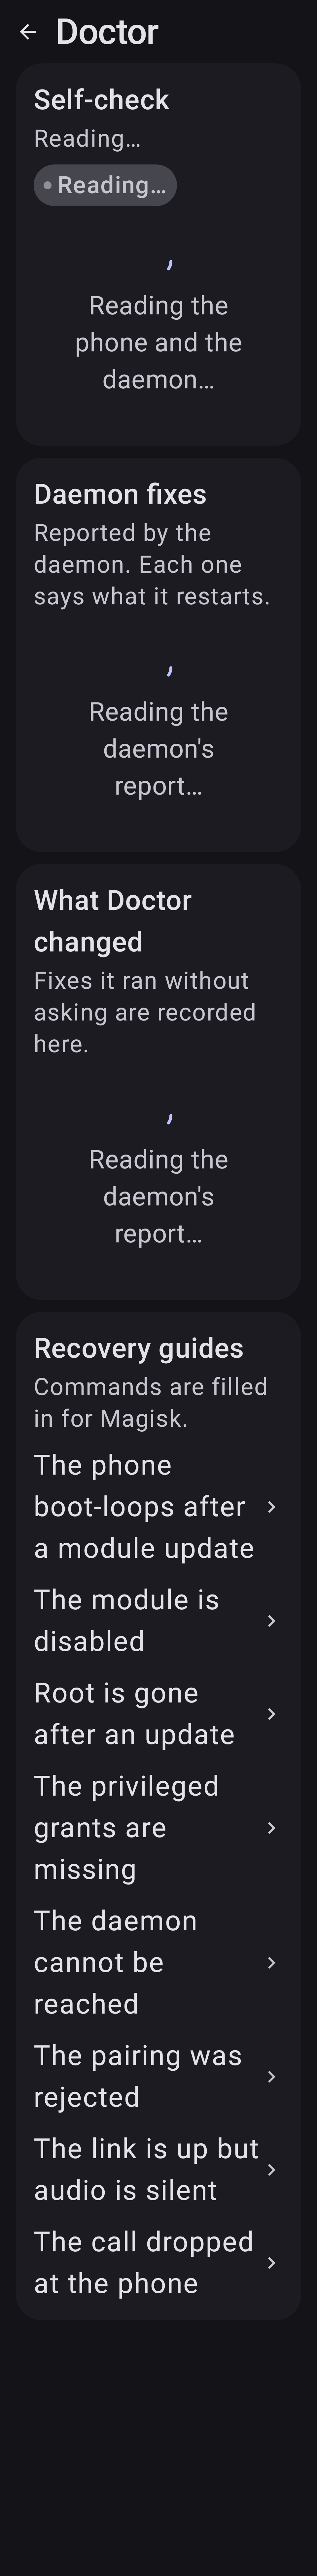 Doctor
Self-check
Reading…
Reading…
Reading the
phone and the
daemon…
Daemon fixes
Reported by the
daemon. Each one
says what it restarts.
Reading the
daemon's
report…
What Doctor
changed
Fixes it ran without
asking are recorded
here.
Reading the
daemon's
report…
Recovery guides
Commands are filled
in for Magisk.
The phone
boot-loops after
a module update
The module is
disabled
Root is gone
after an update
The privileged
grants are
missing
The daemon
cannot be
reached
The pairing was
rejected
The link is up but
audio is silent
The call dropped
at the phone